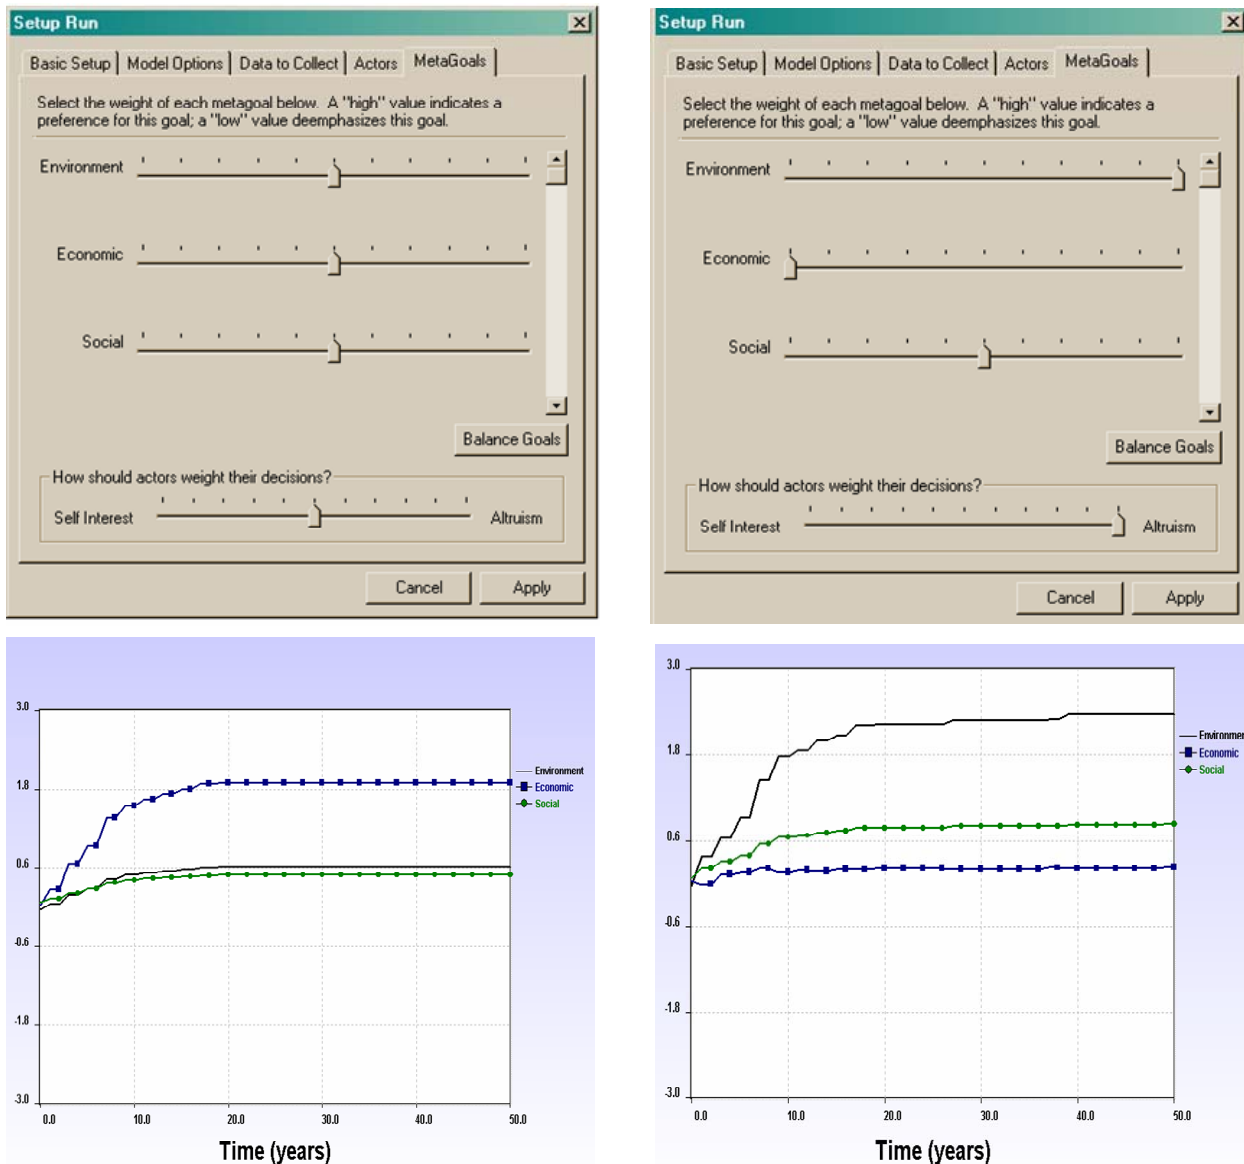 Setup Run
Basic Setup Model Options Data to Collect Actors MetaGoals
Select the weight of each metagoal below. A "high" value indicates a
preference for this goal; a "low" value deemphasizes this goal.
Environment
Economic
Social
Balance Goals
How should actors weight their decisions?
Self Interest Altruism
Cancel Apply
Setup Run
Basic Setup Model Options Data to Collect Actors MetaGoals
Select the weight of each metagoal below. A "high" value indicates a
preference for this goal; a "low" value deemphasizes this goal.
Environment
Economic
Social
Balance Goals
How should actors weight their decisions?
Self Interest Altruism
Cancel Apply
3.0
1.8
0.6
-0.6
-1.8
-3.0
0.0 10.0 20.0 30.0 40.0 50.0
Time (years)
Environment
Economic
Social
3.0
1.8
0.6
-0.6
-1.8
-3.0
0.0 10.0 20.0 30.0 40.0 50.0
Time (years)
Environmen
Economic
Social